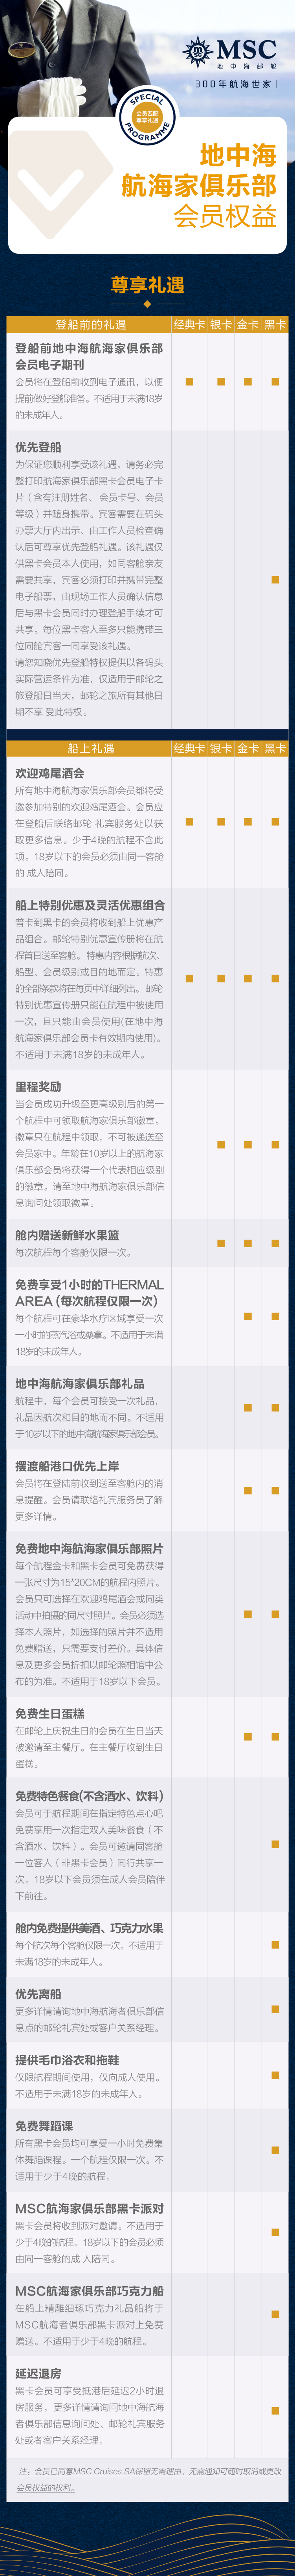 MSC
地中海邮轮
300年航海世家
SPECIAL
会员匹配
尊享礼遇
PROGRAMME
地中海
航海家俱乐部
会员权益
尊享礼遇
登船前的礼遇 经典卡 银卡 金卡 黑卡
登船前地中海航海家俱乐部
会员电子期刊
会员将在登船前收到电子通讯，以便
提前做好登船准备。不适用于未满18岁
的未成年人。
优先登船
为保证您顺利享受该礼遇，请务必完
整打印航海家俱乐部黑卡会员电子卡
片（含有注册姓名、会员卡号、会员
等级）并随身携带。宾客需要在码头
办票大厅内出示、由工作人员检查确
认后可尊享优先登船礼遇。该礼遇仅
供黑卡会员本人使用，如同客舱亲友
需要共享，宾客必须打印并携带完整
电子船票，由现场工作人员确认信息
后与黑卡会员同时办理登船手续才可
共享。每位黑卡客人至多只能携带三
位同舱宾客一同享受该礼遇。
请您知晓优先登船特权提供以各码头
实际营运条件为准，仅适用于邮轮之
旅登船日当天，邮轮之旅所有其他日
期不享 受此特权。
船上礼遇 经典卡 银卡 金卡 黑卡
欢迎鸡尾酒会
所有地中海航海家俱乐部会员都将受
邀参加特别的欢迎鸡尾酒会。会员应
在登船后联络邮轮 礼宾服务处以获
取更多信息。少于4晚的航程不含此
项。18岁以下的会员必须由同一客舱
的 成人陪同。
船上特别优惠及灵活优惠组合
普卡到黑卡的会员将收到船上优惠产
品组合。邮轮特别优惠宣传册将在航
程首日送至客舱。 特惠内容根据航次、
船型、会员级别或目的地而定。特惠
的全部条款将在每页中详细列出。 邮轮
特别优惠宣传册只能在航程中被使用
一次，且只能由会员使用(在地中海
航海家俱乐部会员卡有效期内使用)。
不适用于未满18岁的未成年人。
里程奖励
当会员成功升级至更高级别后的第一
个航程中可领取航海家俱乐部徽章。
徽章只在航程中领取，不可被递送至
会员家中。年龄在10岁以上的航海家
俱乐部会员将获得一个代表相应级别
的徽章。请至地中海航海家俱乐部信
息询问处领取徽章。
舱内赠送新鲜水果篮
每次航程每个客舱仅限一次。
免费享受1小时的THERMAL
AREA (每次航程仅限一次)
每个航程可在豪华水疗区域享受一次
一小时的蒸汽浴或桑拿。不适用于未满
18岁的未成年人。
地中海航海家俱乐部礼品
航程中，每个会员可接受一次礼品，
礼品因航次和目的地而不同。不适用
于10岁以下的地中海航海家俱乐部会员。
摆渡船港口优先上岸
会员将在登陆前收到送至客舱内的消
息提醒。会员请联络礼宾服务员了解
更多详情。
免费地中海航海家俱乐部照片
每个航程金卡和黑卡会员可免费获得
一张尺寸为15*20CM的航程内照片。
会员只可选择在欢迎鸡尾酒会或同类
活动中拍摄的同尺寸照片。会员必须选
择本人照片，如选择的照片并不适用
免费赠送，只需要支付差价。具体信
息及更多会员折扣以邮轮照相馆中公
布的为准。不适用于18岁以下会员。
免费生日蛋糕
在邮轮上庆祝生日的会员在生日当天
被邀请至主餐厅。在主餐厅收到生日
蛋糕。
免费特色餐食(不含酒水、饮料)
会员可于航程期间在指定特色点心吧
免费享用一次指定双人美味餐食（不
含酒水、饮料）。会员可邀请同客舱
一位客人（非黑卡会员）同行共享一
次。18岁以下会员须在成人会员陪伴
下前往。
舱内免费提供美酒、巧克力水果
每个航次每个客舱仅限一次。不适用于
未满18岁的未成年人。
优先离船
更多详情请询地中海航海者俱乐部信
息点的邮轮礼宾处或客户关系经理。
提供毛巾浴衣和拖鞋
仅限航程期间使用，仅向成人使用。
不适用于未满18岁的未成年人。
免费舞蹈课
所有黑卡会员均可享受一小时免费集
体舞蹈课程。一个航程仅限一次。不
适用于少于4晚的航程。
MSC航海家俱乐部黑卡派对
黑卡会员将收到派对邀请。不适用于
少于4晚的航程。18岁以下的会员必须
由同一客舱的成 人陪同。
MSC航海家俱乐部巧克力船
在船上精雕细琢巧克力礼品船将于
MSC航海者俱乐部黑卡派对上免费
赠送。不适用于少于4晚的航程。
延迟退房
黑卡会员可享受抵港后延迟2小时退
房服务，更多详情请询问地中海航海
者俱乐部信息询问处、邮轮礼宾服务
处或者客户关系经理。
注：会员已同意MSC Cruises SA保留无需理由、无需通知可随时取消或更改
会员权益的权利。